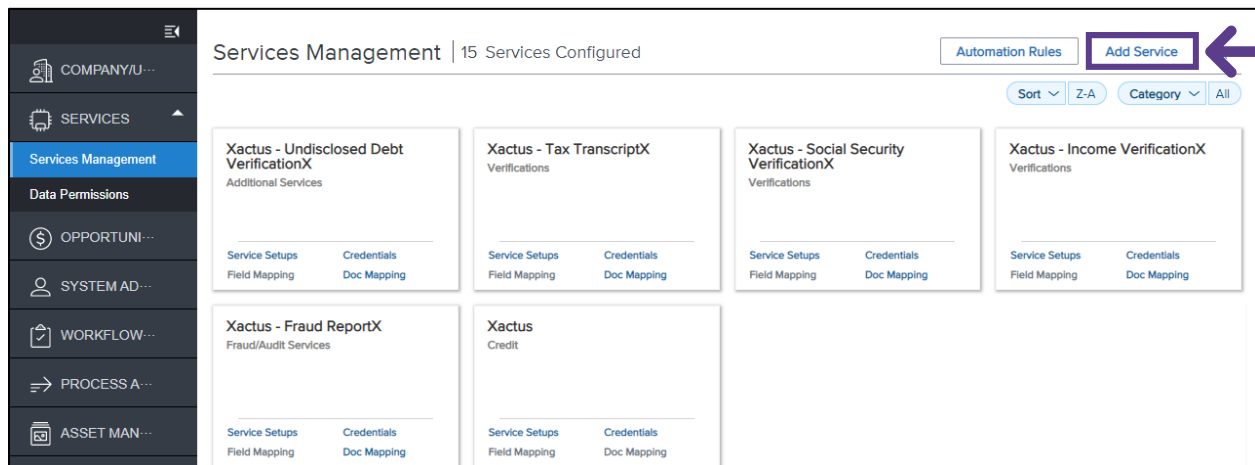 Services Management | 15 Services Configured
Automation Rules
Add Service
Sort
Z-A
Category
All
COMPANY/U...
SERVICES
Services Management
Data Permissions
OPPORTUNI...
SYSTEM AD...
WORKFLOW...
PROCESS A...
ASSET MAN...
Xactus - Undisclosed Debt
VerificationX
Additional Services
Service Setups
Credentials
Field Mapping
Doc Mapping
Xactus - Tax TranscriptX
Verifications
Service Setups
Credentials
Field Mapping
Doc Mapping
Xactus - Social Security
VerificationX
Verifications
Service Setups
Credentials
Field Mapping
Doc Mapping
Xactus - Income VerificationX
Verifications
Service Setups
Credentials
Field Mapping
Doc Mapping
Xactus - Fraud ReportX
Fraud/Audit Services
Service Setups
Credentials
Field Mapping
Doc Mapping
Xactus
Credit
Service Setups
Credentials
Field Mapping
Doc Mapping